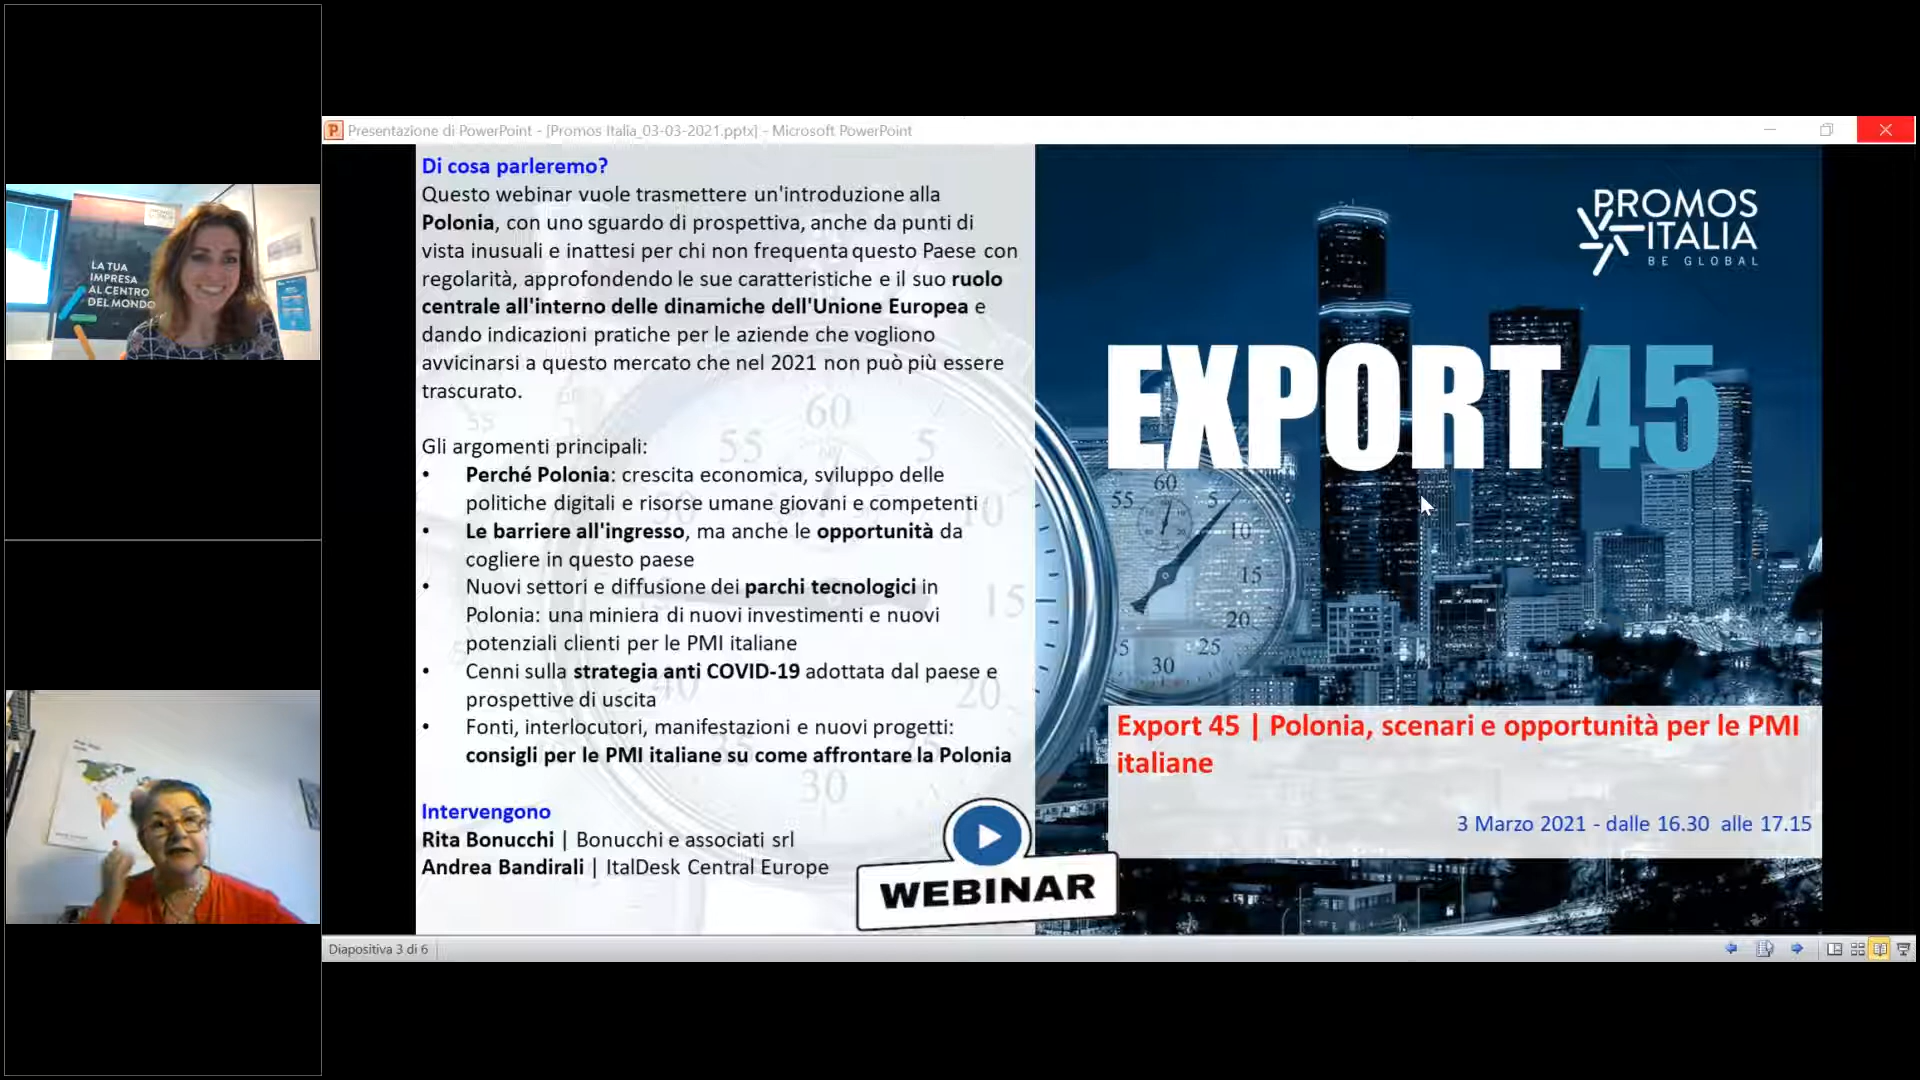 Presentazione di PowerPoint - [Promos Italia_03-03-2021.pptx] - Microsoft PowerPoint
LA TUA
IMPRESA
AL CENTRO
DEL MONDO
Di cosa parleremo?
Questo webinar vuole trasmettere un'introduzione alla
Polonia, con uno sguardo di prospettiva, anche da punti di
vista inusuali e inattesi per chi non frequenta questo Paese con
regolarità, approfondendo le sue caratteristiche e il suo ruolo
centrale all'interno delle dinamiche dell'Unione Europea e
dando indicazioni pratiche per le aziende che vogliono
avvicinarsi a questo mercato che nel 2021 non può più essere
trascurato.
Gli argomenti principali:
• Perché Polonia: crescita economica, sviluppo delle
politiche digitali e risorse umane giovani e competenti
• Le barriere all'ingresso, ma anche le opportunità da
cogliere in questo paese
• Nuovi settori e diffusione dei parchi tecnologici in
Polonia: una miniera di nuovi investimenti e nuovi
potenziali clienti per le PMI italiane
• Cenni sulla strategia anti COVID-19 adottata dal paese e
prospettive di uscita
• Fonti, interlocutori, manifestazioni e nuovi progetti:
consigli per le PMI italiane su come affrontare la Polonia
Intervengono
Rita Bonucchi | Bonucchi e associati srl
Andrea Bandirali | ItalDesk Central Europe
WEBINAR
PROMOS
ITALIA
BE GLOBAL
EXPORT45
60
55
5
10
15
20
25
30
Export 45 | Polonia, scenari e opportunità per le PMI
italiane
3 Marzo 2021 - dalle 16.30 alle 17.15
Diapositiva 3 di 6